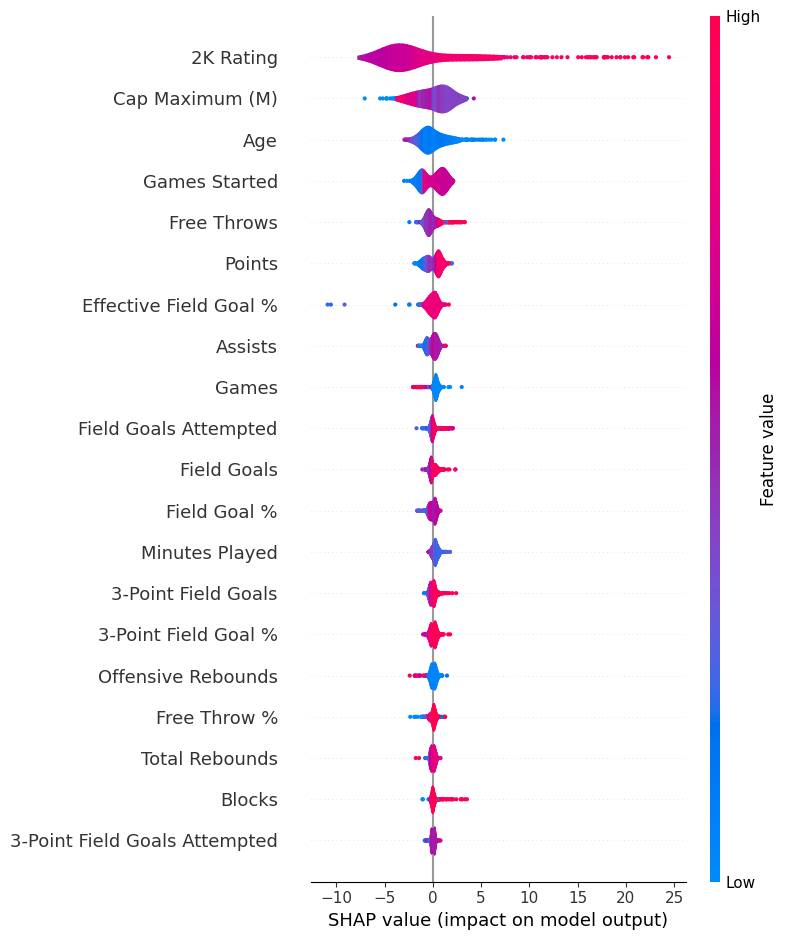 High
2K Rating
Cap Maximum (M)
Age
Games Started
Free Throws
Points
Effective Field Goal %
Assists
Games
Field Goals Attempted
Field Goals
Field Goal %
Minutes Played
3-Point Field Goals
3-Point Field Goal %
Offensive Rebounds
Free Throw %
Total Rebounds
Blocks
3-Point Field Goals Attempted
Feature value
Low
−10 −5 0 5 10 15 20 25
SHAP value (impact on model output)